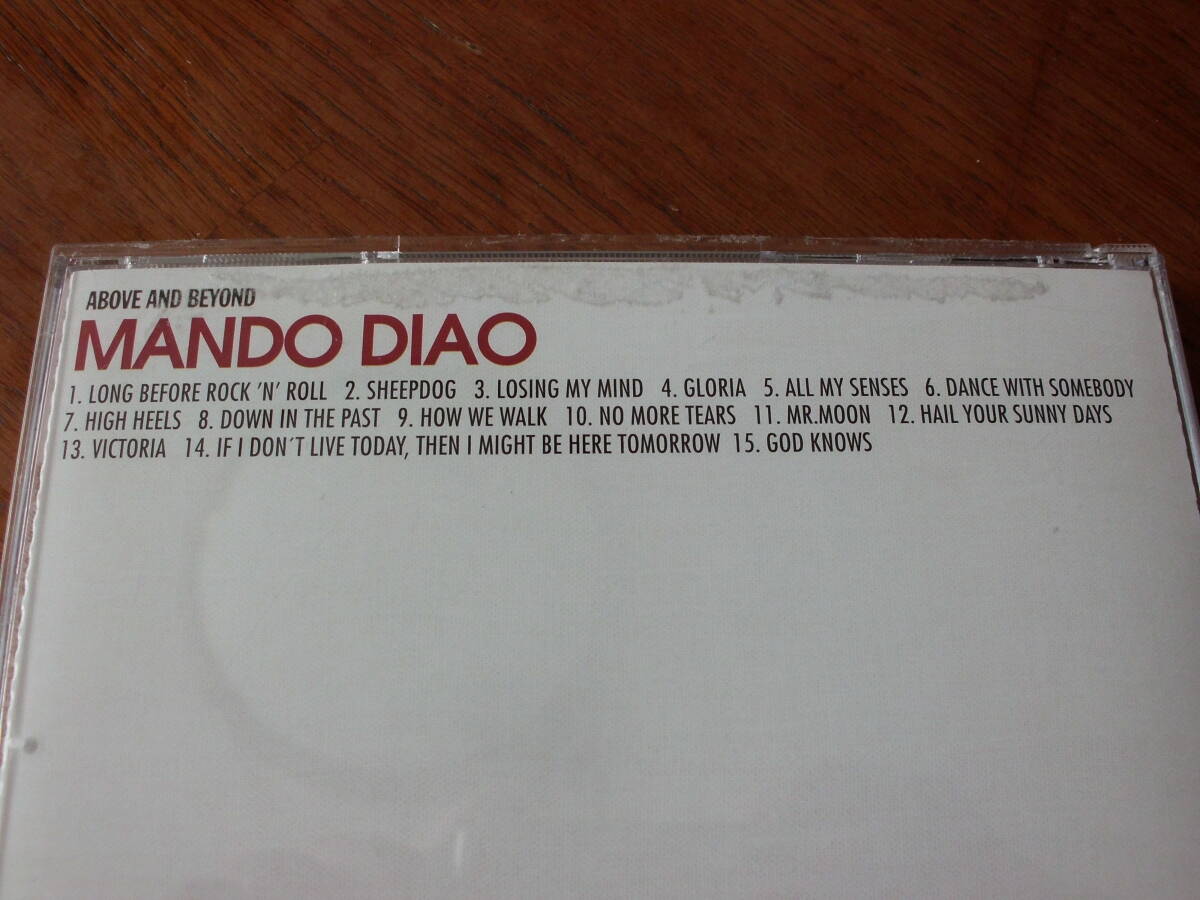 ABOVE AND BEYOND
MANDO DIAO
1. LONG BEFORE ROCK 'N' ROLL 2. SHEEPDOG 3. LOSING MY MIND 4. GLORIA 5. ALL MY SENSES 6. DANCE WITH SOMEBODY
7. HIGH HEELS 8. DOWN IN THE PAST 9. HOW WE WALK 10. NO MORE TEARS 11. MR.MOON 12. HAIL YOUR SUNNY DAYS
13. VICTORIA 14. IF I DON´T LIVE TODAY, THEN I MIGHT BE HERE TOMORROW 15. GOD KNOWS